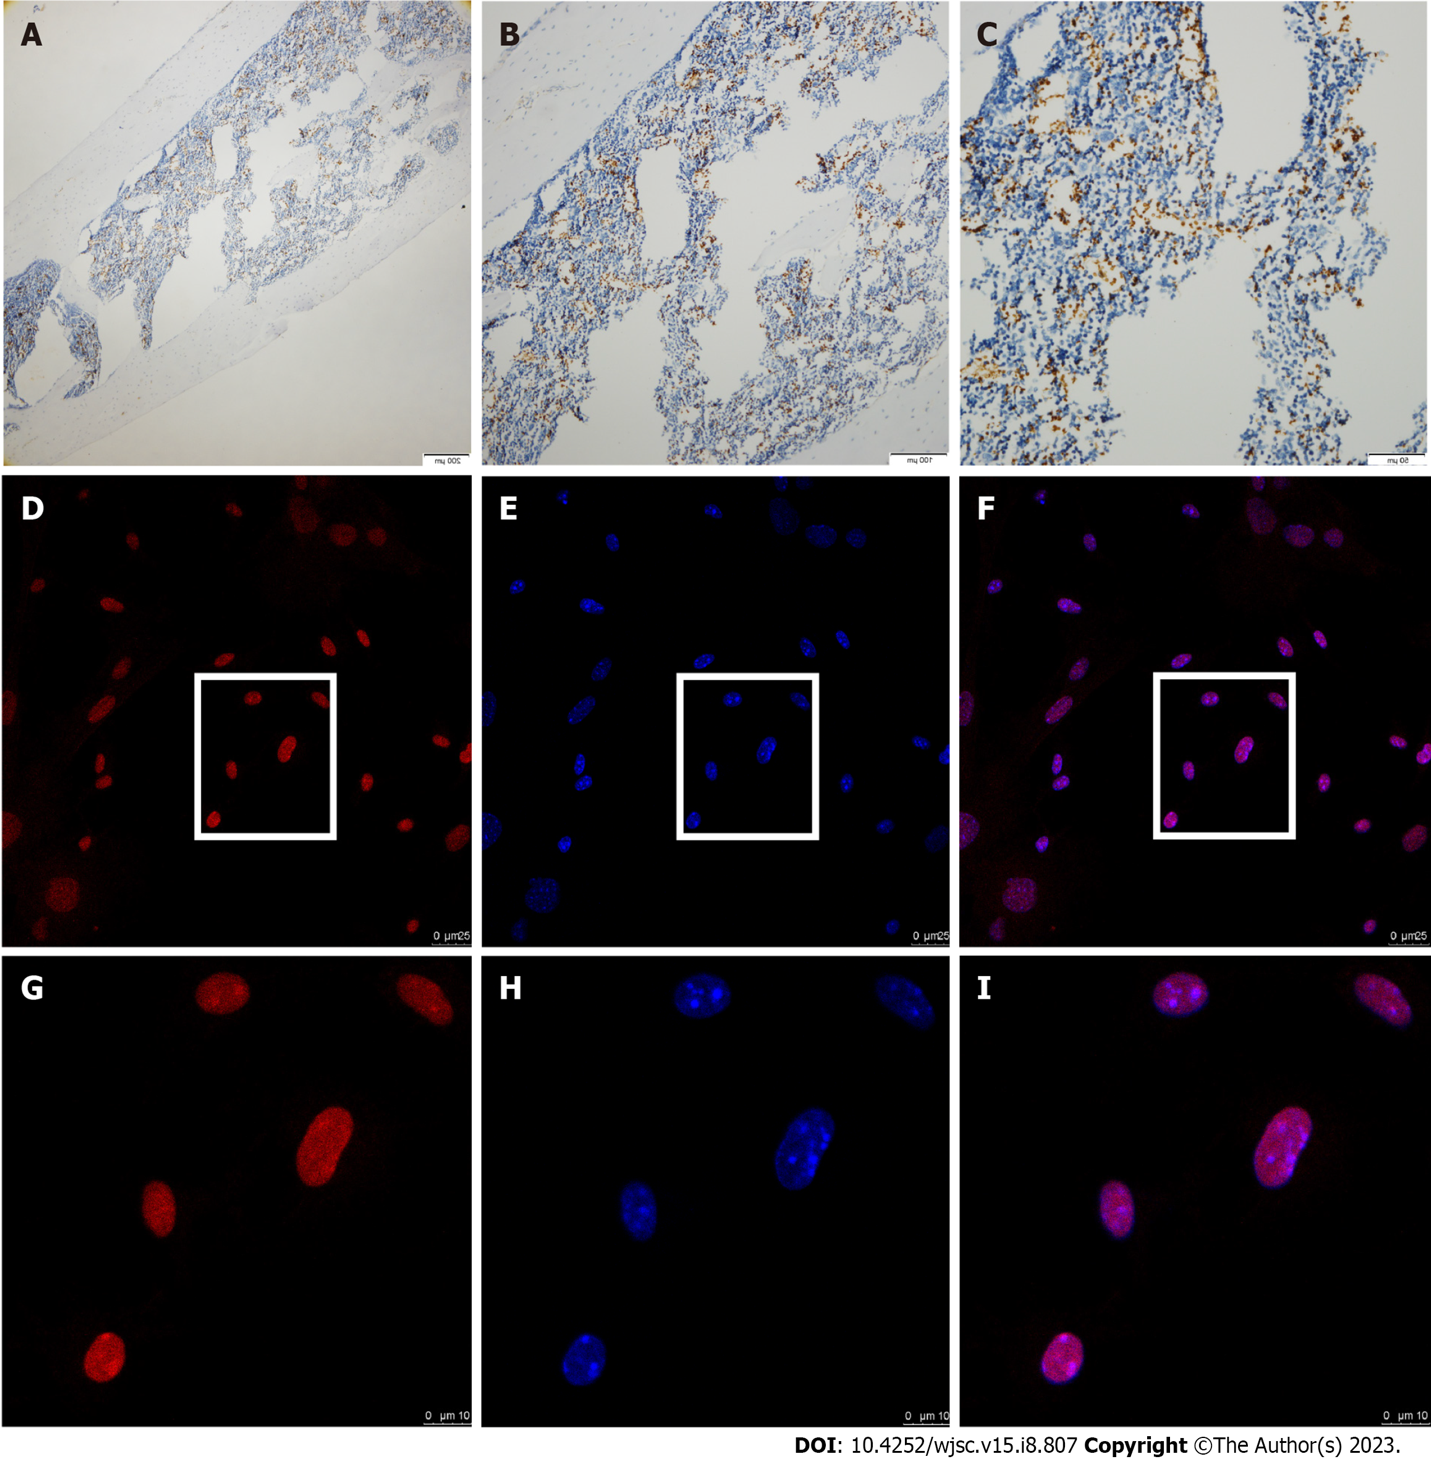 A
B
C
200 µm
100 µm
50 µm
D
E
F
0 µm25
0 µm25
0 µm25
G
H
I
0 µm 10
0 µm 10
0 µm 10
DOI: 10.4252/wjsc.v15.i8.807 Copyright ©The Author(s) 2023.